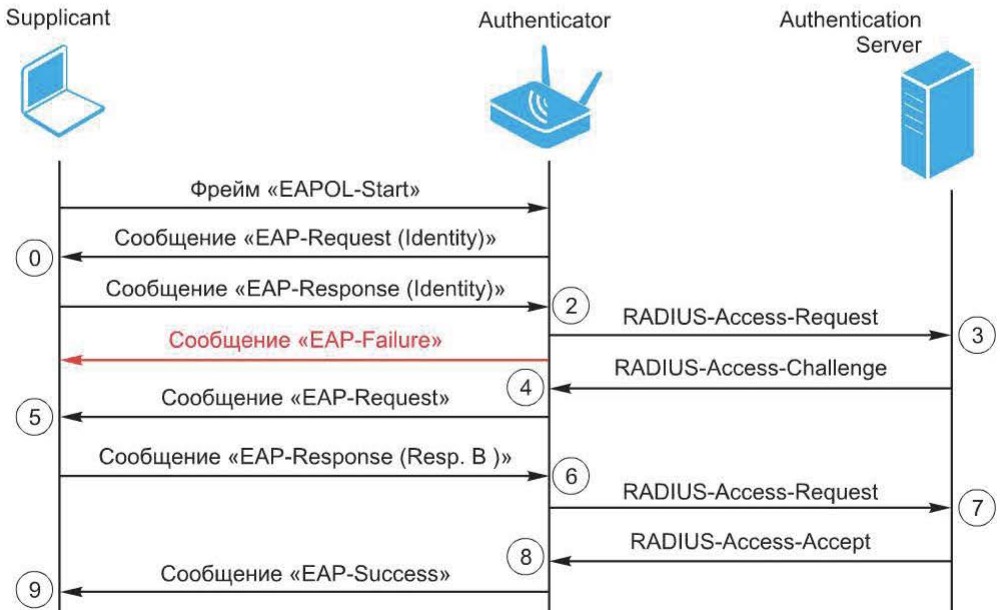 Supplicant
Authenticator
Authentication
Server
Фрейм «EAPOL-Start»
Сообщение «EAP-Request (Identity)»
0
Сообщение «EAP-Response (Identity)»
2
RADIUS-Access-Request
3
Сообщение «EAP-Failure»
RADIUS-Access-Challenge
4
Сообщение «EAP-Request»
5
Сообщение «EAP-Response (Resp. B )»
6
RADIUS-Access-Request
7
RADIUS-Access-Accept
8
Сообщение «EAP-Success»
9